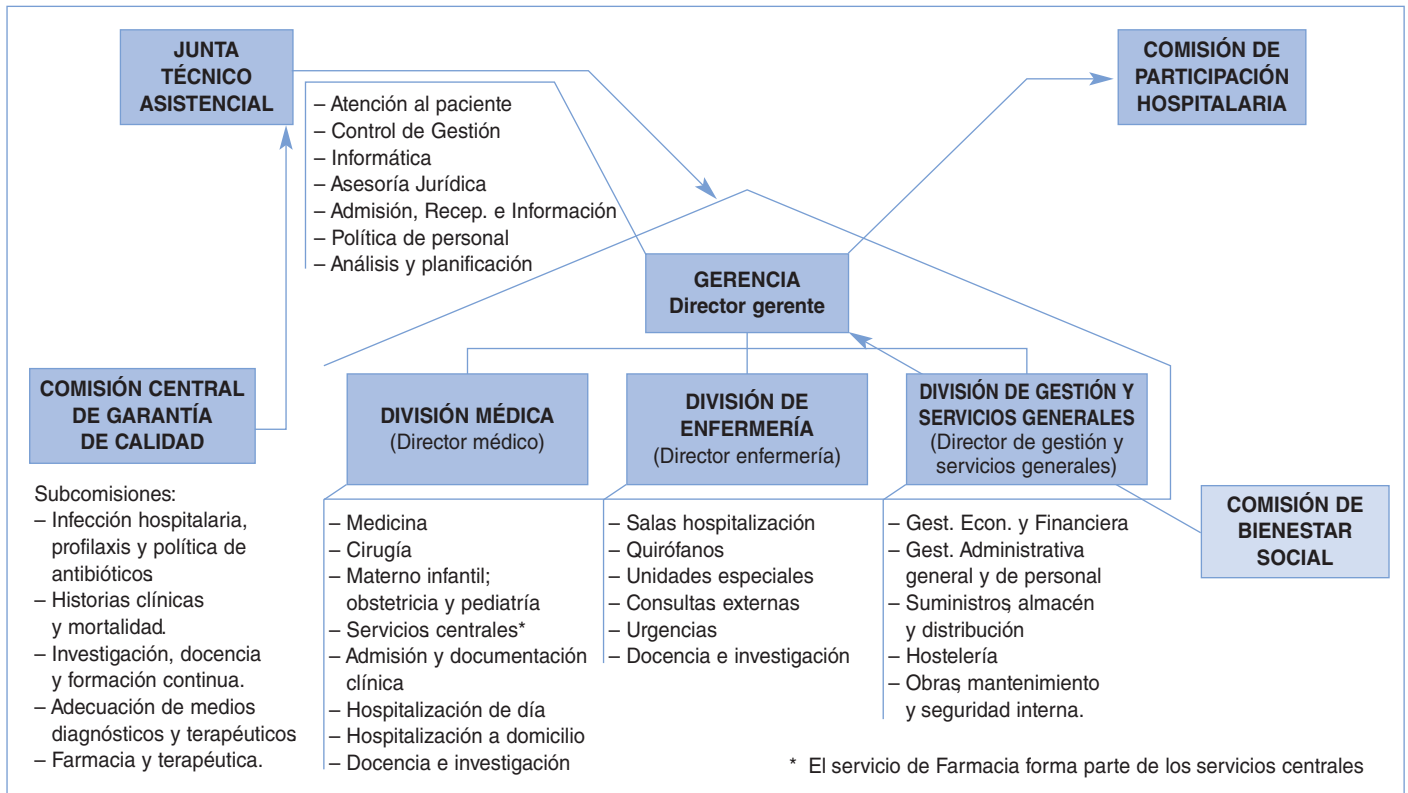 JUNTA
TÉCNICO
ASISTENCIAL
– Atención al paciente
– Control de Gestión
– Informática
– Asesoría Jurídica
– Admisión, Recep. e Información
– Política de personal
– Análisis y planificación
COMISIÓN DE
PARTICIPACIÓN
HOSPITALARIA
GERENCIA
Director gerente
COMISIÓN CENTRAL
DE GARANTÍA
DE CALIDAD
Subcomisiones:
– Infección hospitalaria,
profilaxis y política de
antibióticos.
– Historias clínicas
y mortalidad.
– Investigación, docencia
y formación continua.
– Adecuación de medios
diagnósticos y terapéuticos
– Farmacia y terapéutica.
DIVISIÓN MÉDICA
(Director médico)
– Medicina
– Cirugía
– Materno infantil;
obstetricia y pediatría
– Servicios centrales*
– Admisión y documentación
clínica
– Hospitalización de día
– Hospitalización a domicilio
– Docencia e investigación
DIVISIÓN DE
ENFERMERÍA
(Director enfermería)
– Salas hospitalización
– Quirófanos
– Unidades especiales
– Consultas externas
– Urgencias
– Docencia e investigación
DIVISIÓN DE GESTIÓN Y
SERVICIOS GENERALES
(Director de gestión y
servicios generales)
– Gest. Econ. y Financiera
– Gest. Administrativa
general y de personal
– Suministros, almacén
y distribución
– Hostelería
– Obras, mantenimiento
y seguridad interna.
COMISIÓN DE
BIENESTAR
SOCIAL
* El servicio de Farmacia forma parte de los servicios centrales